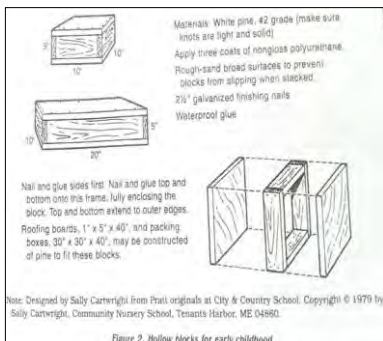 Materials: White pine, #2 grade (make sure
knots are tight and solid)
Apply three coats of nongloss polyurethane.
Rough-sand broad surfaces to prevent
blocks from slipping when stacked.
2½" galvanized finishing nails
Waterproof glue
5"
10"
10"
10"
5"
20"
Nail and glue sides first. Nail and glue top and
bottom onto this frame, fully enclosing the
block. Top and bottom extend to outer edges.
Roofing boards, 1" x 5" x 40", and packing
boxes, 30" x 30" x 40", may be constructed
of pine to fit these blocks.
Note: Designed by Sally Cartwright from Pratt originals at City & Country School. Copyright © 1979 by
Sally Cartwright, Community Nursery School, Tenants Harbor, ME 04860.
Figure 2. Hollow blocks for early childhood